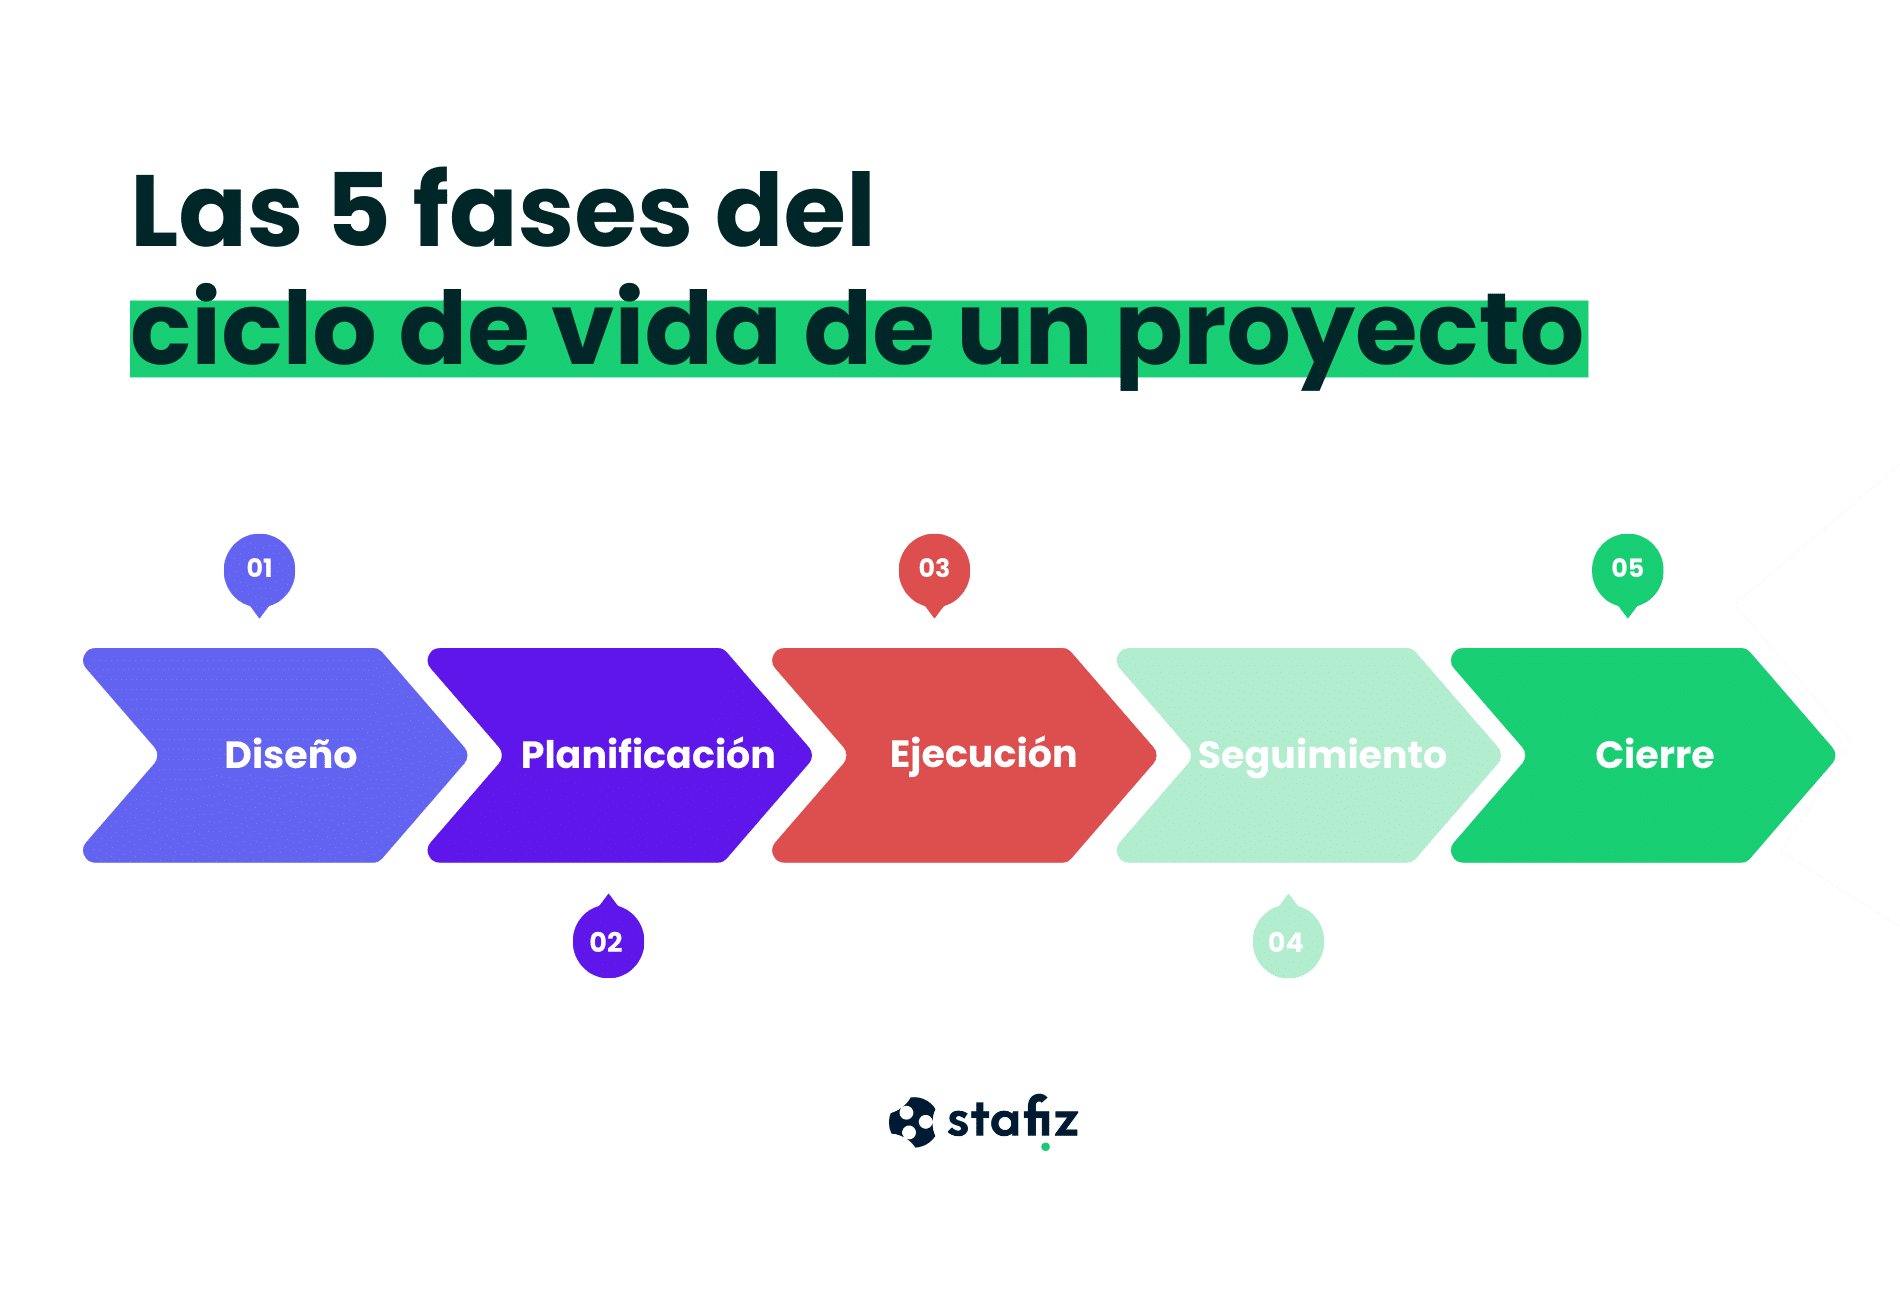 Las 5 fases del
ciclo de vida de un proyecto
01
03
05
Diseño
Planificación
Ejecución
Seguimiento
Cierre
02
04
stafiz